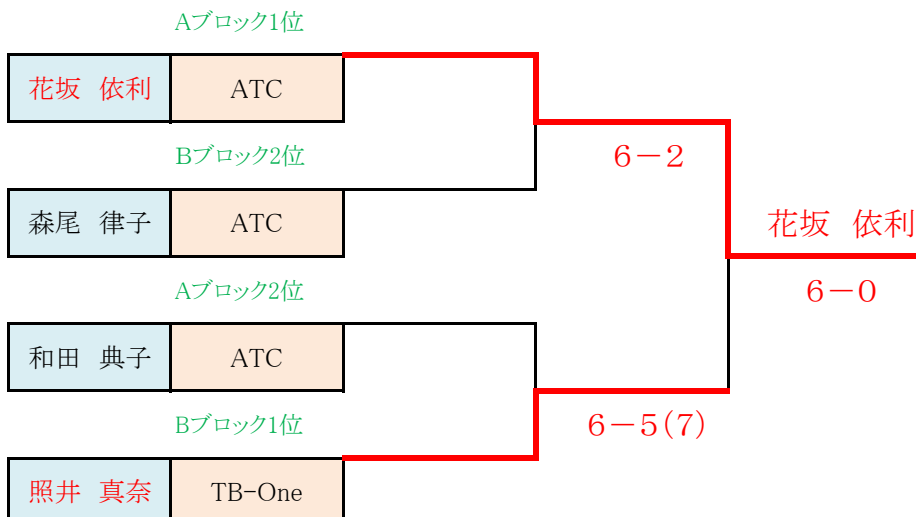 Aブロック1位
花坂 依利 ATC
Bブロック2位
6-2
森尾 律子 ATC
花坂 依利
Aブロック2位
6-0
和田 典子 ATC
Bブロック1位
6-5(7)
照井 真奈 TB-One